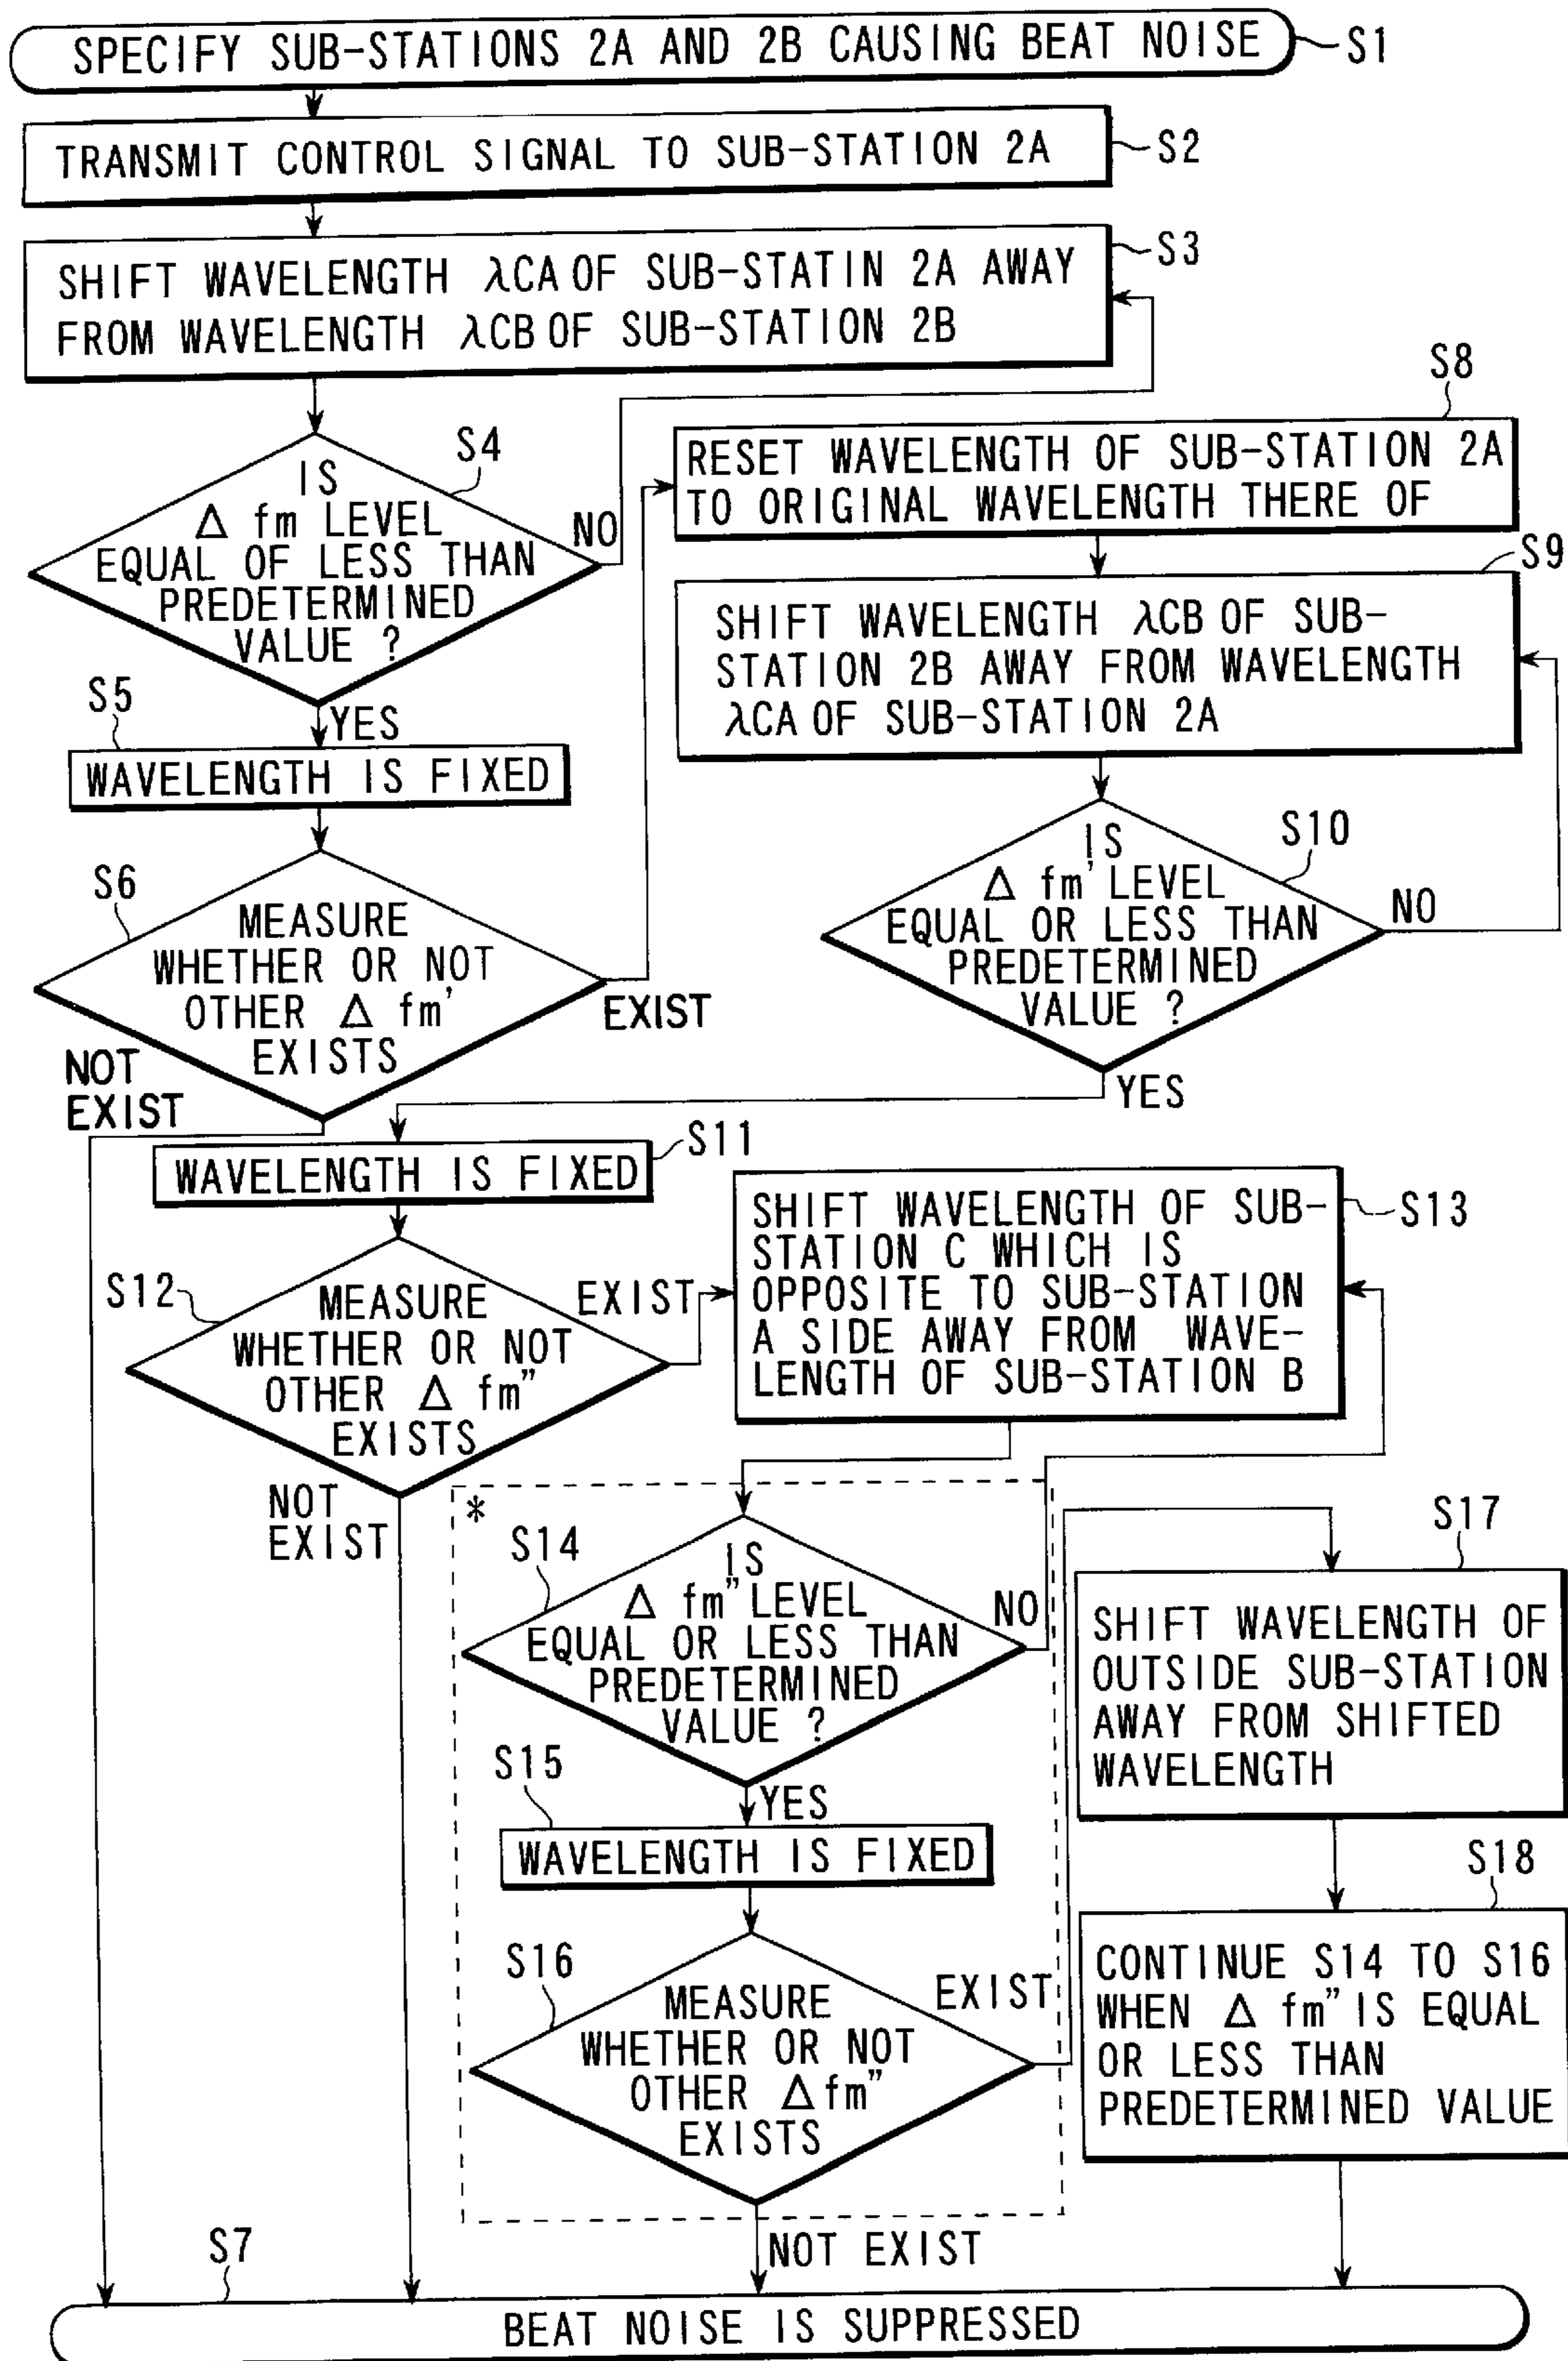 SPECIFY SUB-STATIONS 2A AND 2B CAUSING BEAT NOISE
S1
TRANSMIT CONTROL SIGNAL TO SUB-STATION 2A
S2
SHIFT WAVELENGTH λCA OF SUB-STATIN 2A AWAY
FROM WAVELENGTH λCB OF SUB-STATION 2B
S3
S4
IS
Δ fm LEVEL
EQUAL OF LESS THAN
PREDETERMINED
VALUE ?
NO
YES
S5
WAVELENGTH IS FIXED
S6
MEASURE
WHETHER OR NOT
OTHER Δ fm'
EXISTS
EXIST
NOT
EXIST
S8
RESET WAVELENGTH OF SUB-STATION 2A
TO ORIGINAL WAVELENGTH THERE OF
S9
SHIFT WAVELENGTH λCB OF SUB-
STATION 2B AWAY FROM WAVELENGTH
λCA OF SUB-STATION 2A
S10
IS
Δ fm' LEVEL
EQUAL OR LESS THAN
PREDETERMINED
VALUE ?
NO
YES
S11
WAVELENGTH IS FIXED
S12
MEASURE
WHETHER OR NOT
OTHER Δ fm"
EXISTS
EXIST
NOT
EXIST
S13
SHIFT WAVELENGTH OF SUB-
STATION C WHICH IS
OPPOSITE TO SUB-STATION
A SIDE AWAY FROM WAVE-
LENGTH OF SUB-STATION B
*
S14
IS
Δ fm" LEVEL
EQUAL OR LESS THAN
PREDETERMINED
VALUE ?
NO
YES
S15
WAVELENGTH IS FIXED
S16
MEASURE
WHETHER OR NOT
OTHER Δ fm"
EXISTS
EXIST
NOT EXIST
S17
SHIFT WAVELENGTH OF
OUTSIDE SUB-STATION
AWAY FROM SHIFTED
WAVELENGTH
S18
CONTINUE S14 TO S16
WHEN Δ fm" IS EQUAL
OR LESS THAN
PREDETERMINED VALUE
S7
BEAT NOISE IS SUPPRESSED